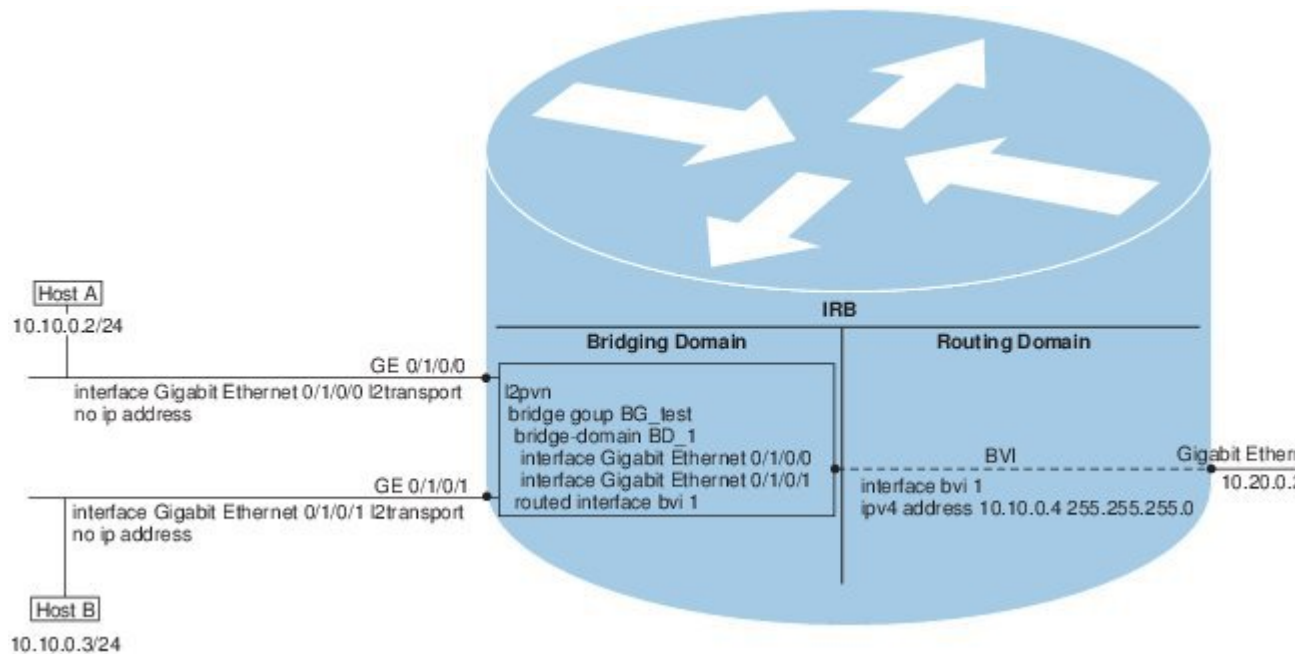 IRB
Bridging Domain
Routing Domain
Host A
10.10.0.2/24
GE 0/1/0/0
interface Gigabit Ethernet 0/1/0/0 l2transport
no ip address
GE 0/1/0/1
interface Gigabit Ethernet 0/1/0/1 l2transport
no ip address
Host B
10.10.0.3/24
l2pvn
bridge goup BG_test
bridge-domain BD_1
interface Gigabit Ethernet 0/1/0/0
interface Gigabit Ethernet 0/1/0/1
routed interface bvi 1
BVI
interface bvi 1
ipv4 address 10.10.0.4 255.255.255.0
Gigabit